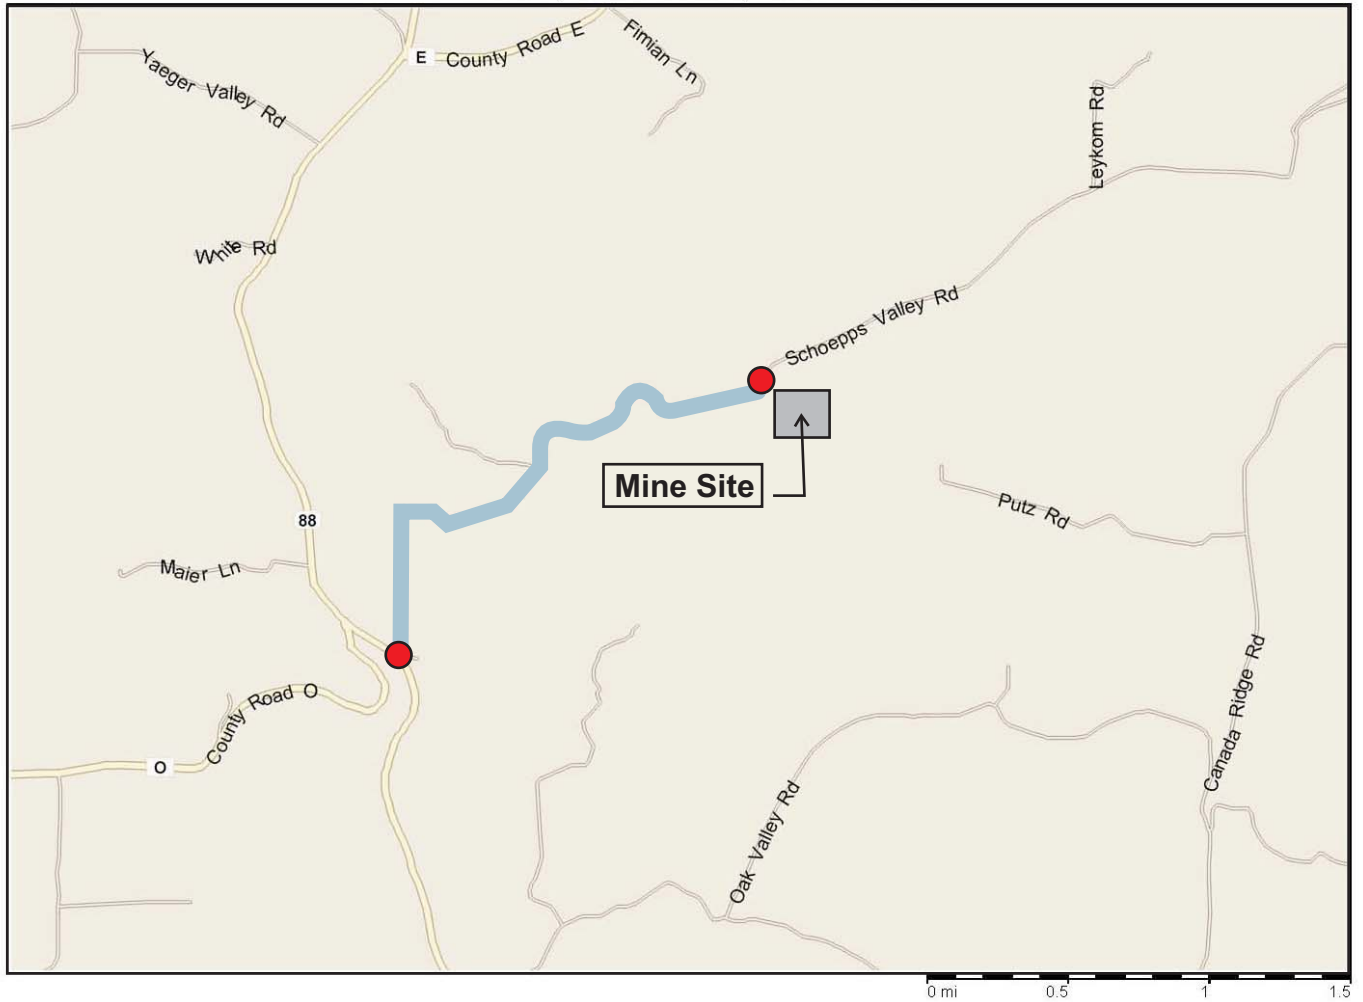 E County Road E
Fimian Ln
Yaeger Valley Rd
Leykom Rd
White Rd
Schoepps Valley Rd
Mine Site
Putz Rd
88
Maier Ln
County Road O
O
Canada Ridge Rd
Oak Valley Rd
0 mi 0.5 1 1.5